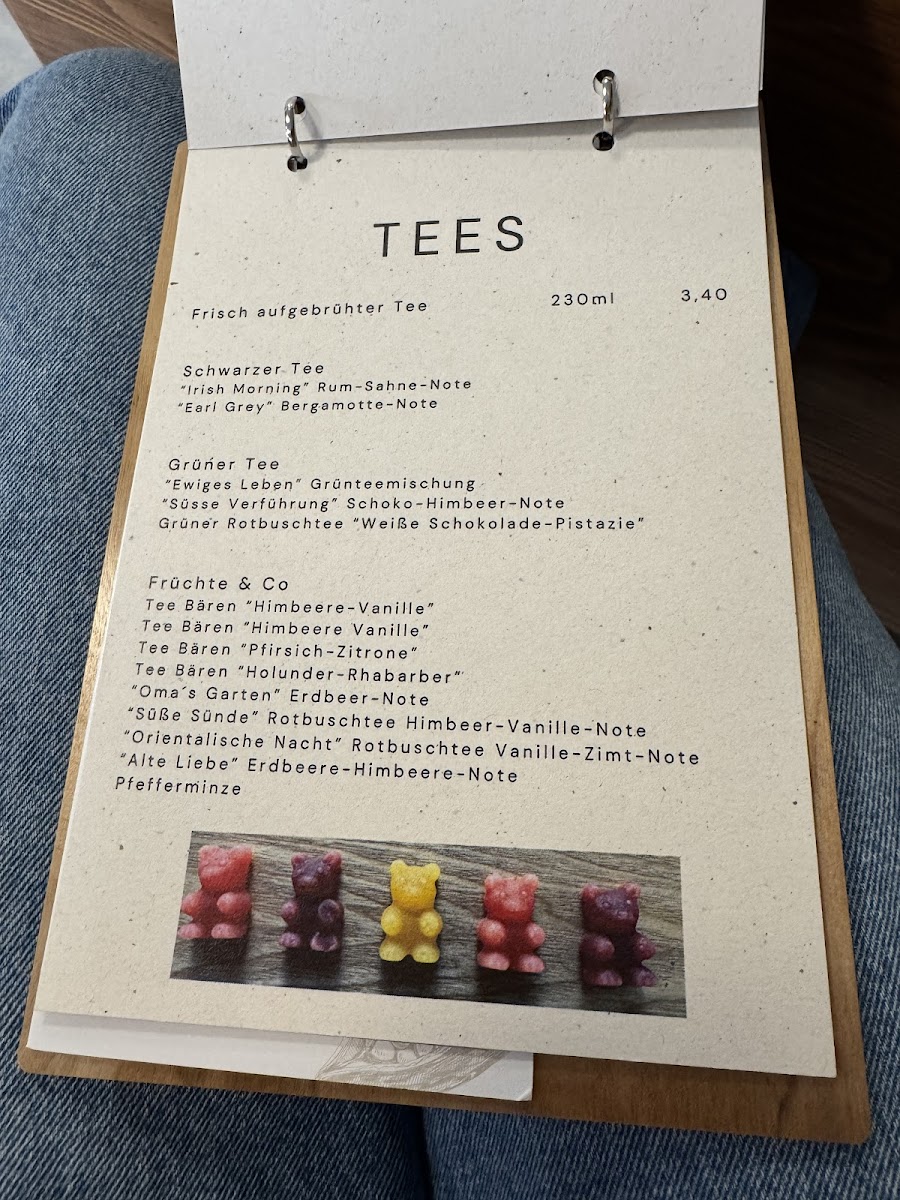 TEES
Frisch aufgebrühter Tee 230ml 3,40
Schwarzer Tee
“Irish Morning” Rum-Sahne-Note
“Earl Grey” Bergamotte-Note
Grüner Tee
“Ewiges Leben” Grünteemischung
“Süsse Verführung” Schoko-Himbeer-Note
Grüner Rotbuschtee “Weiße Schokolade-Pistazie”
Früchte & Co
Tee Bären “Himbeere-Vanille”
Tee Bären “Himbeere Vanille”
Tee Bären “Pfirsich-Zitrone“
Tee Bären “Holunder-Rhabarber“
“Oma´s Garten” Erdbeer-Note
“Süße Sünde” Rotbuschtee Himbeer-Vanille-Note
“Orientalische Nacht” Rotbuschtee Vanille-Zimt-Note
“Alte Liebe” Erdbeere-Himbeere-Note
Pfefferminze